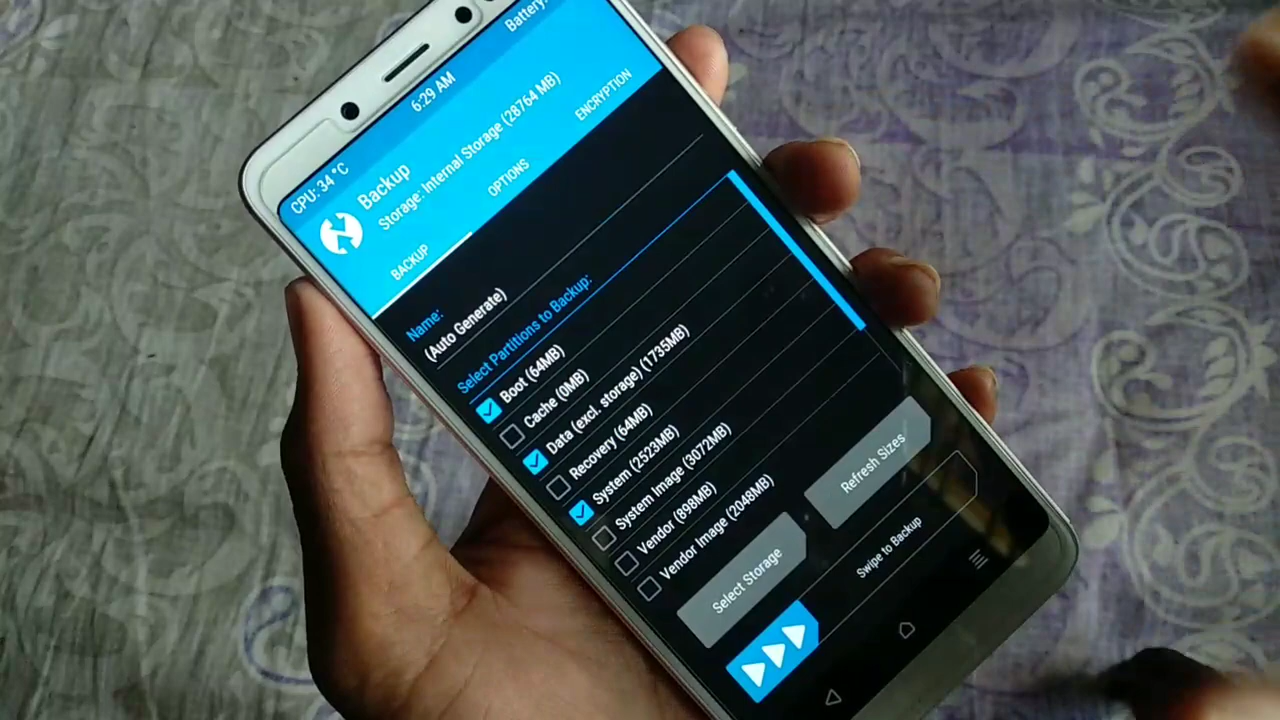 CPU: 34 °C
6:29 AM
Battery:
Backup
Storage: Internal Storage (28764 MB)
BACKUP
OPTIONS
ENCRYPTION
Name:
(Auto Generate)
Select Partitions to Backup:
Boot (64MB)
Cache (0MB)
Data (excl. storage) (1735MB)
Recovery (64MB)
System (2523MB)
System Image (3072MB)
Vendor (898MB)
Vendor Image (2048MB)
Select Storage
Refresh Sizes
Swipe to Backup